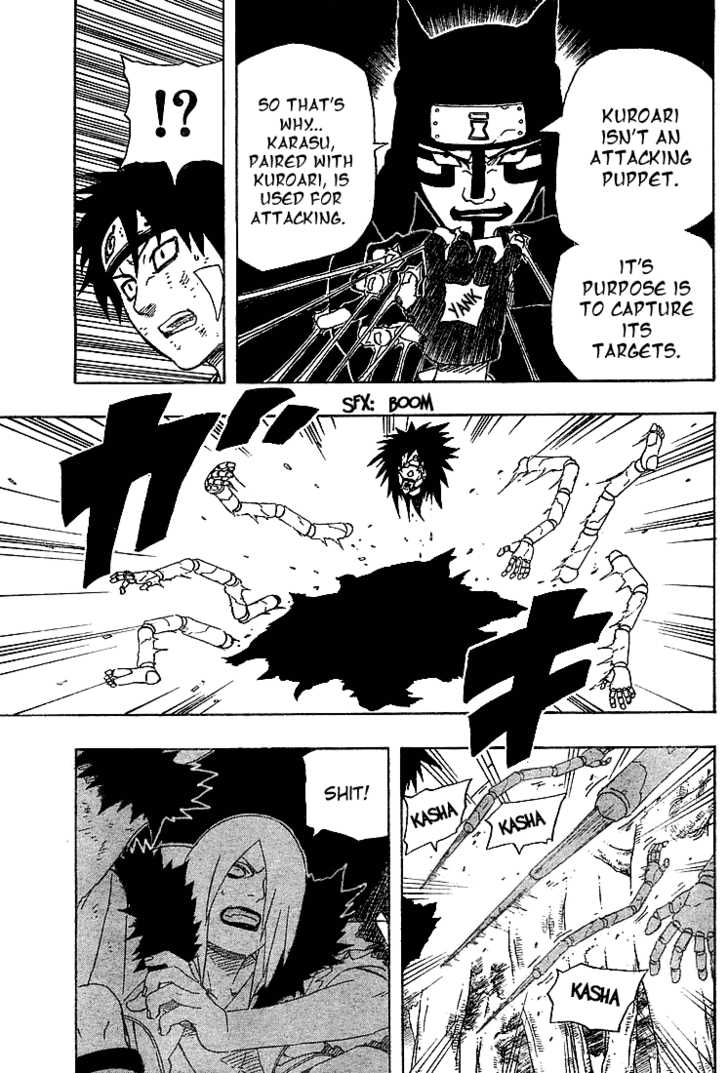 KUROARI
ISN'T AN
ATTACKING
PUPPET.
IT'S
PURPOSE IS
TO CAPTURE
ITS
TARGETS.
SO THAT'S
WHY...
KARASU,
PAIRED WITH
KUROARI, IS
USED FOR
ATTACKING.
YANK
!?
SFX: BOOM
ガガ
キ
KASHA
KASHA
KASHA
SHIT!